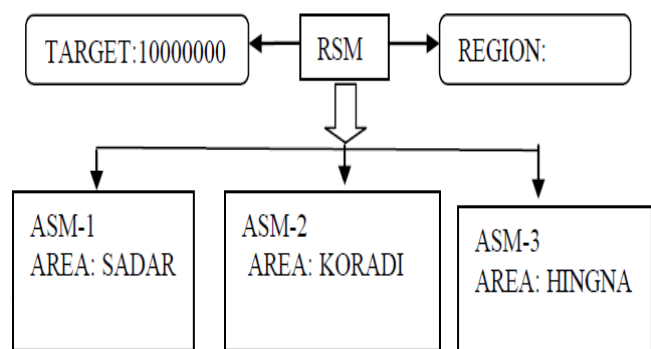 TARGET:10000000
RSM
REGION:
ASM-1
AREA: SADAR
ASM-2
AREA: KORADI
ASM-3
AREA: HINGNA